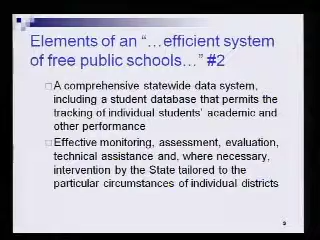 Elements of an “…efficient system
of free public schools…” #2
A comprehensive statewide data system,
including a student database that permits the
tracking of individual students’ academic and
other performance
Effective monitoring, assessment, evaluation,
technical assistance and, where necessary,
intervention by the State tailored to the
particular circumstances of individual districts
5